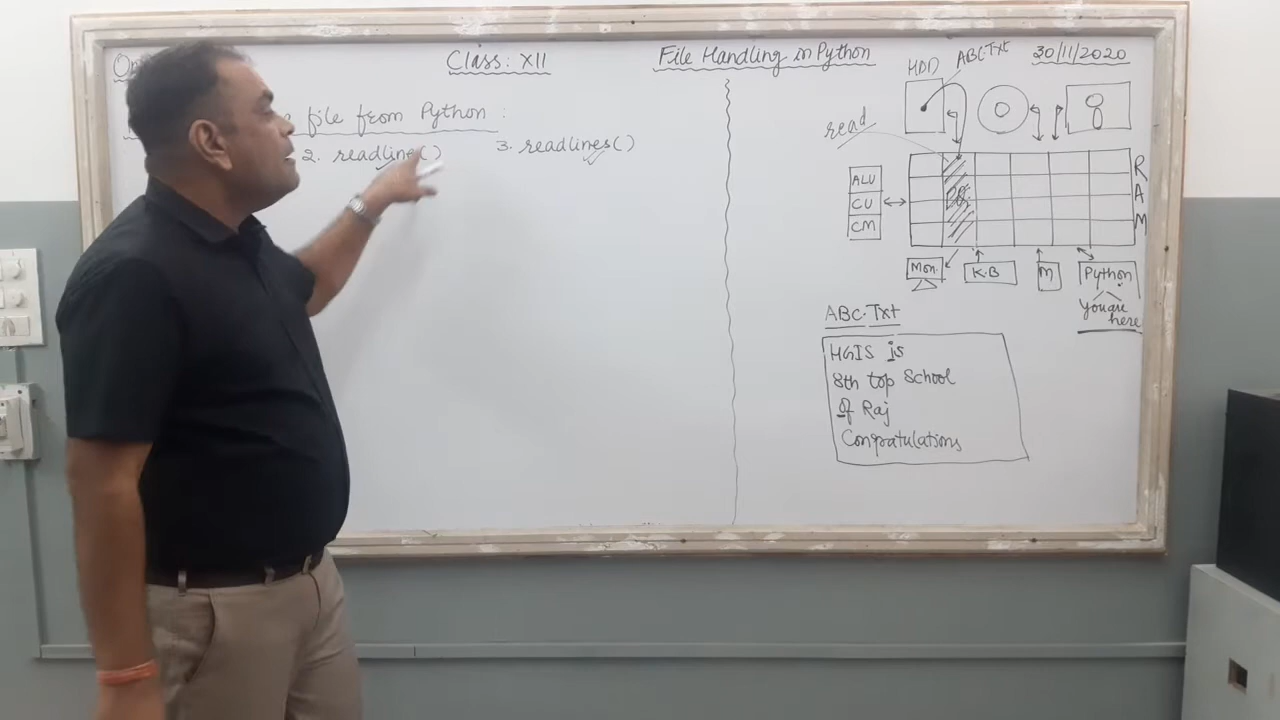 Class: XII
File Handling in Python
30/11/2020
file from Python :
2. readline()
3. readlines()
HDD
ABC.Txt
read
ALU
CU
CM
RAM
Mon.
K.B
M
Python
You are
here
ABC.Txt
HGIS is
8th top School
Of Raj
Congratulations